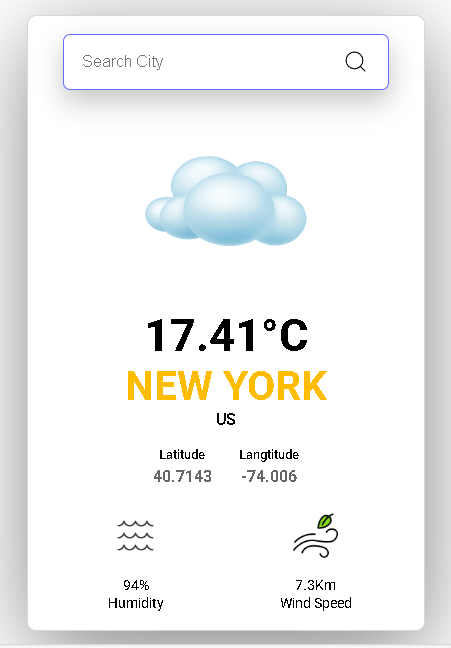 Search City
17.41°C
NEW YORK
US
Latitude Langtitude
40.7143 -74.006
94% 7.3Km
Humidity Wind Speed